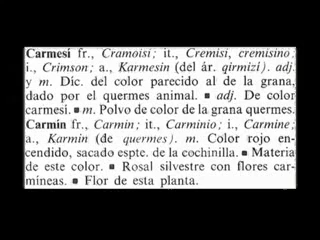 Carmesí fr., Cramoisi; it., Cremisi, cremisino;
i., Crimson; a., Karmesin (del ár. qirmizí). adj.
y m. Díc. del color parecido al de la grana,
dado por el quermes animal. ▪ adj. De color
carmesí. ▪ m. Polvo de color de la grana quermes.
Carmín fr., Carmin; it., Carminio; i., Carmine;
a., Karmin (de quermes). m. Color rojo en-
cendido, sacado espte. de la cochinilla. ▪ Materia
de este color. ▪ Rosal silvestre con flores car-
míneas. ▪ Flor de esta planta.